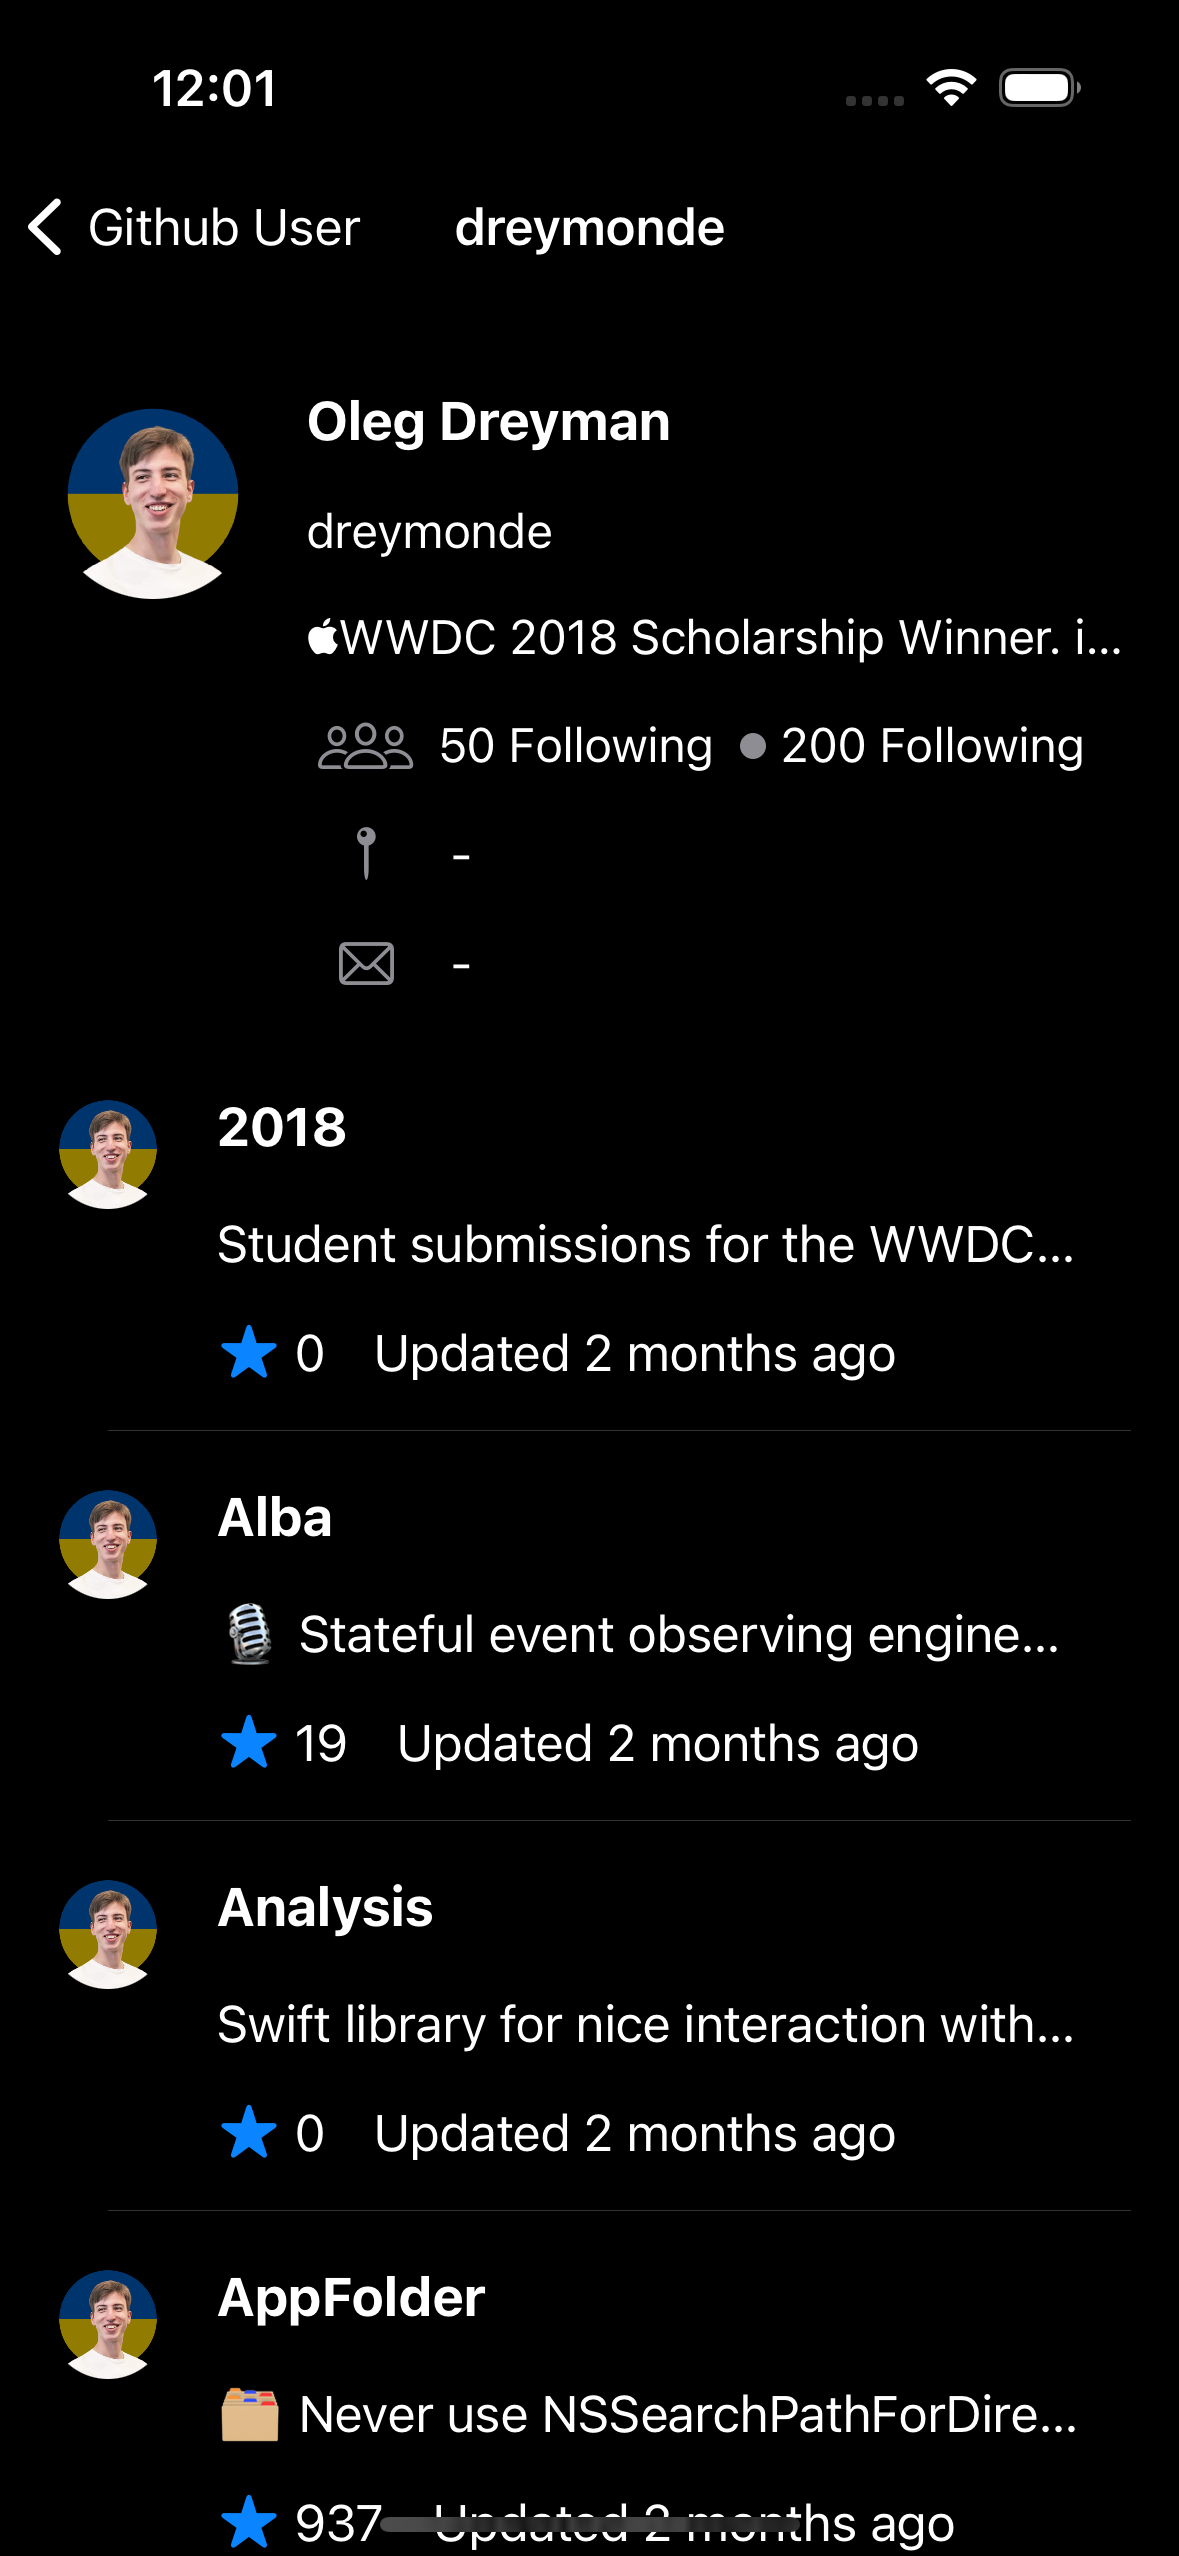 12:01
Github User
dreymonde
Oleg Dreyman
dreymonde
WWDC 2018 Scholarship Winner. i...
50 Following 200 Following
-
-
2018
Student submissions for the WWDC...
0 Updated 2 months ago
Alba
Stateful event observing engine...
19 Updated 2 months ago
Analysis
Swift library for nice interaction with...
0 Updated 2 months ago
AppFolder
Never use NSSearchPathForDire...
937 Updated 2 months ago